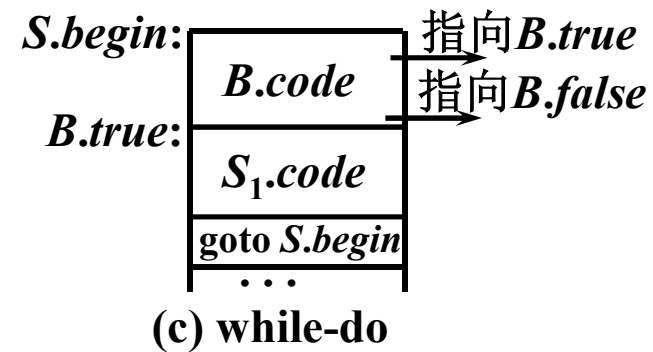 S.begin:
指向B.true
B.code
指向B.false
B.true:
S₁.code
goto S.begin
...
(c) while-do